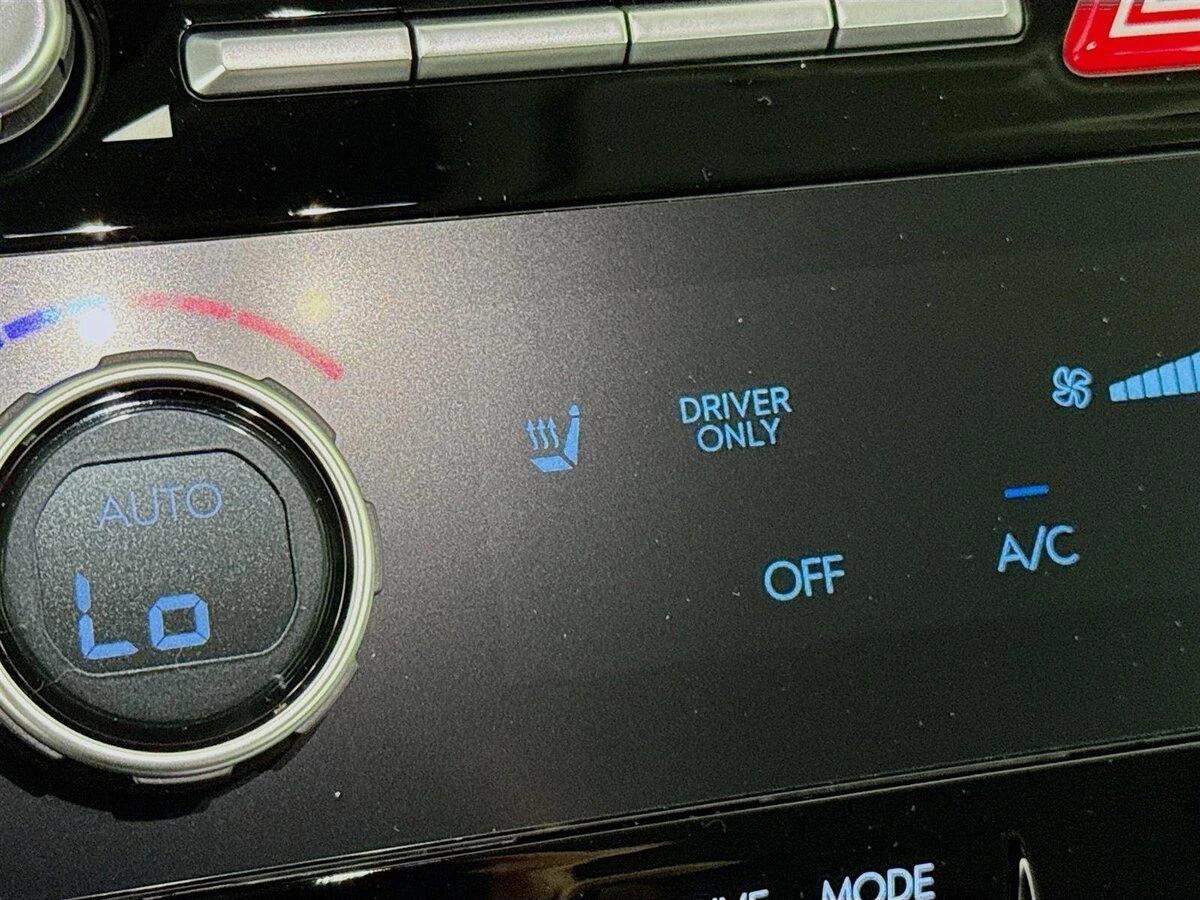 DRIVER
ONLY
AUTO
Lo
OFF
A/C
MODE